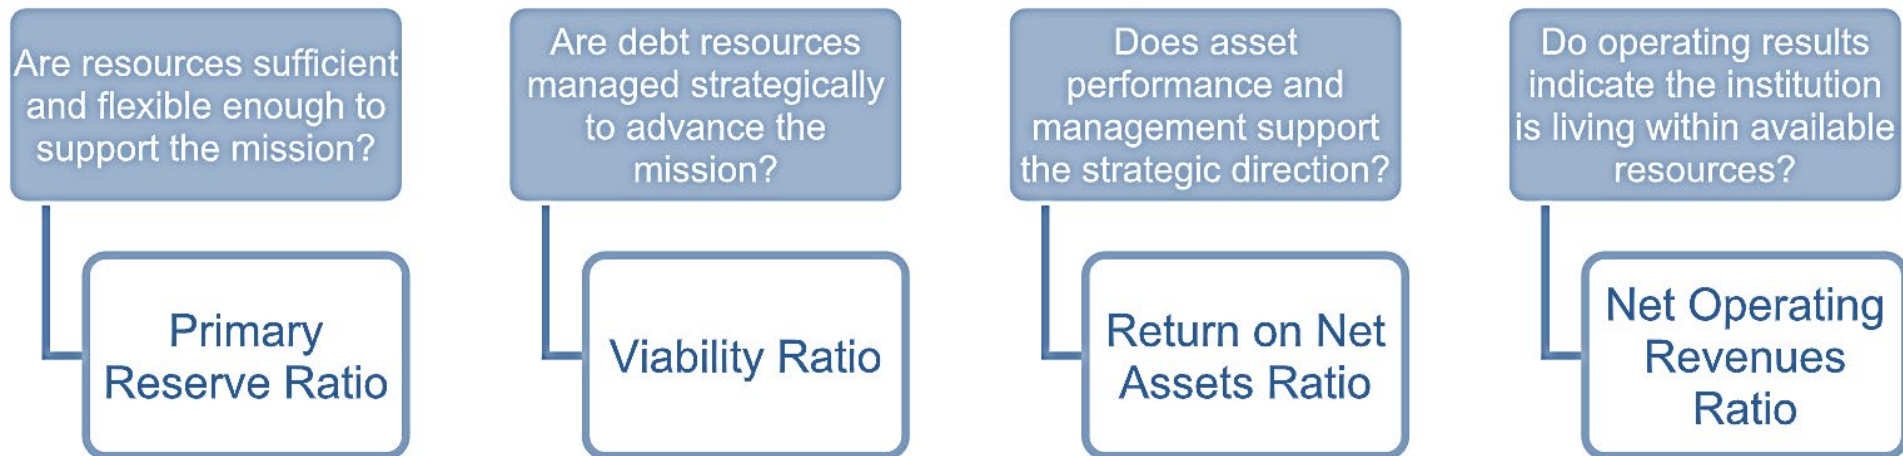 Are resources sufficient
and flexible enough to
support the mission?
Primary
Reserve Ratio
Are debt resources
managed strategically
to advance the
mission?
Viability Ratio
Does asset
performance and
management support
the strategic direction?
Return on Net
Assets Ratio
Do operating results
indicate the institution
is living within available
resources?
Net Operating
Revenues
Ratio